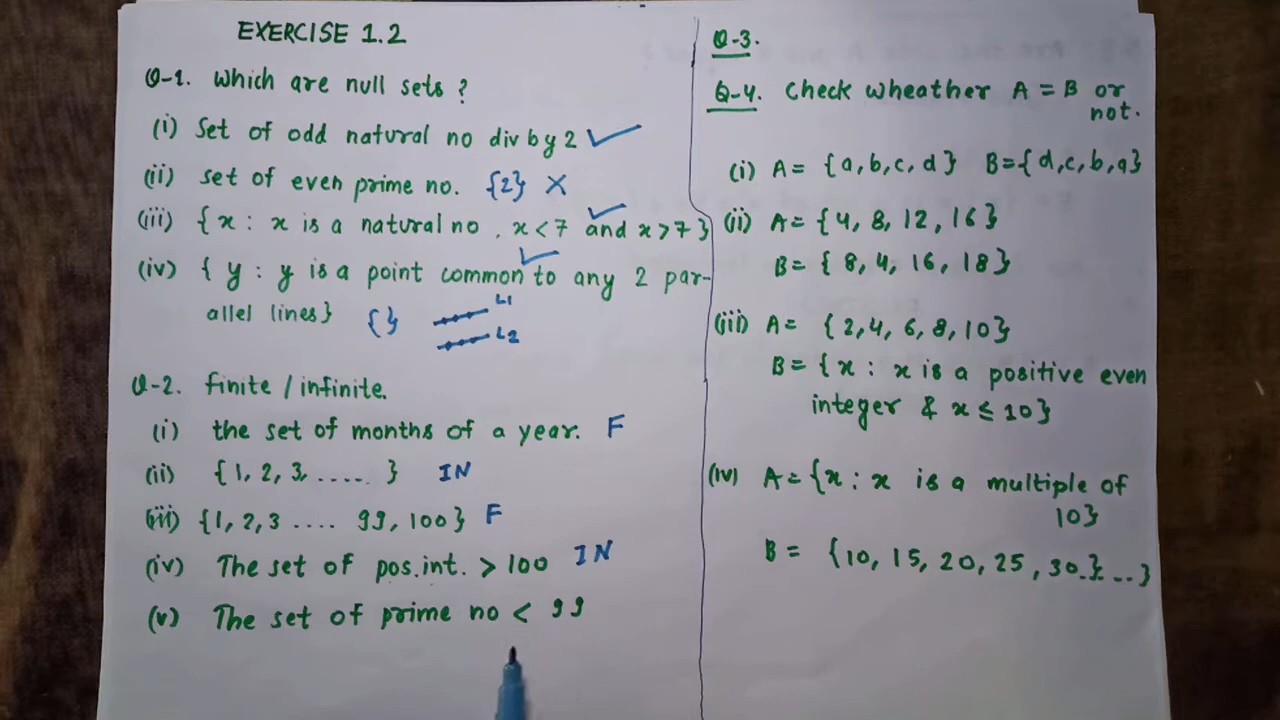 EXERCISE 1.2
Q-1. Which are null sets ?
(i) Set of odd natural no div by 2 ✓
(ii) set of even prime no. {2} X
(iii) { x : x is a natural no , x < 7 and x > 7 } ✓
(iv) { y : y is a point common to any 2 par- ✓
allel lines} { } L1
L2
Q-2. finite / infinite.
(i) the set of months of a year. F
(ii) { 1, 2, 3, ..... } IN
(iii) {1, 2, 3 .... 99, 100} F
(iv) The set of pos.int. > 100 IN
(v) The set of prime no < 99
Q-3.
Q-4. Check wheather A = B or
not.
(i) A = {a, b, c, d} B={d,c,b,a}
(ii) A = {4, 8, 12, 16}
B = { 8, 4, 16, 18}
(iii) A = { 2, 4, 6, 8, 10}
B = { x : x is a positive even
integer & x ≤ 10}
(iv) A = {x : x is a multiple of
10}
B = {10, 15, 20, 25, 30..} ...}